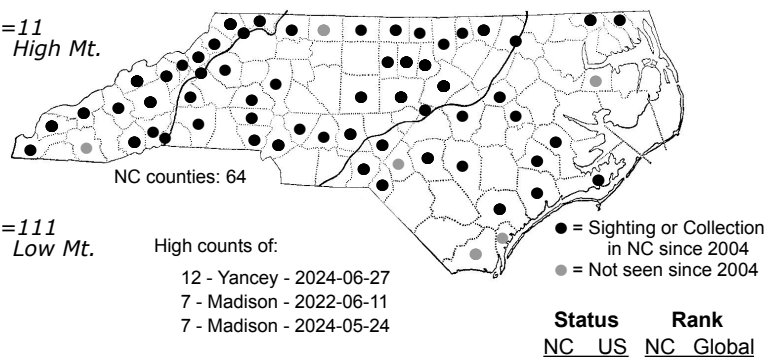 =11
High Mt.
NC counties: 64
=111
Low Mt.
High counts of:
12 - Yancey - 2024-06-27
7 - Madison - 2022-06-11
7 - Madison - 2024-05-24
● = Sighting or Collection
in NC since 2004
● = Not seen since 2004
Status Rank
NC US NC Global